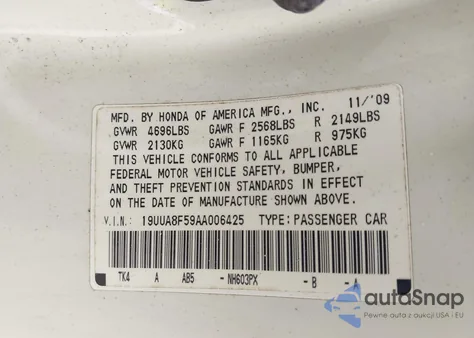 MFD. BY HONDA OF AMERICA MFG., INC. 11/'09
GVWR 4696LBS GAWR F 2568LBS R 2149LBS
GVWR 2130KG GAWR F 1165KG R 975KG
THIS VEHICLE CONFORMS TO ALL APPLICABLE
FEDERAL MOTOR VEHICLE SAFETY, BUMPER,
AND THEFT PREVENTION STANDARDS IN EFFECT
ON THE DATE OF MANUFACTURE SHOWN ABOVE.
V.I.N: 19UUA8F59AA006425 TYPE: PASSENGER CAR
TK4 A A85 -NH603PX -B -A
autoSnap
Pewne auta z aukcji USA i EU